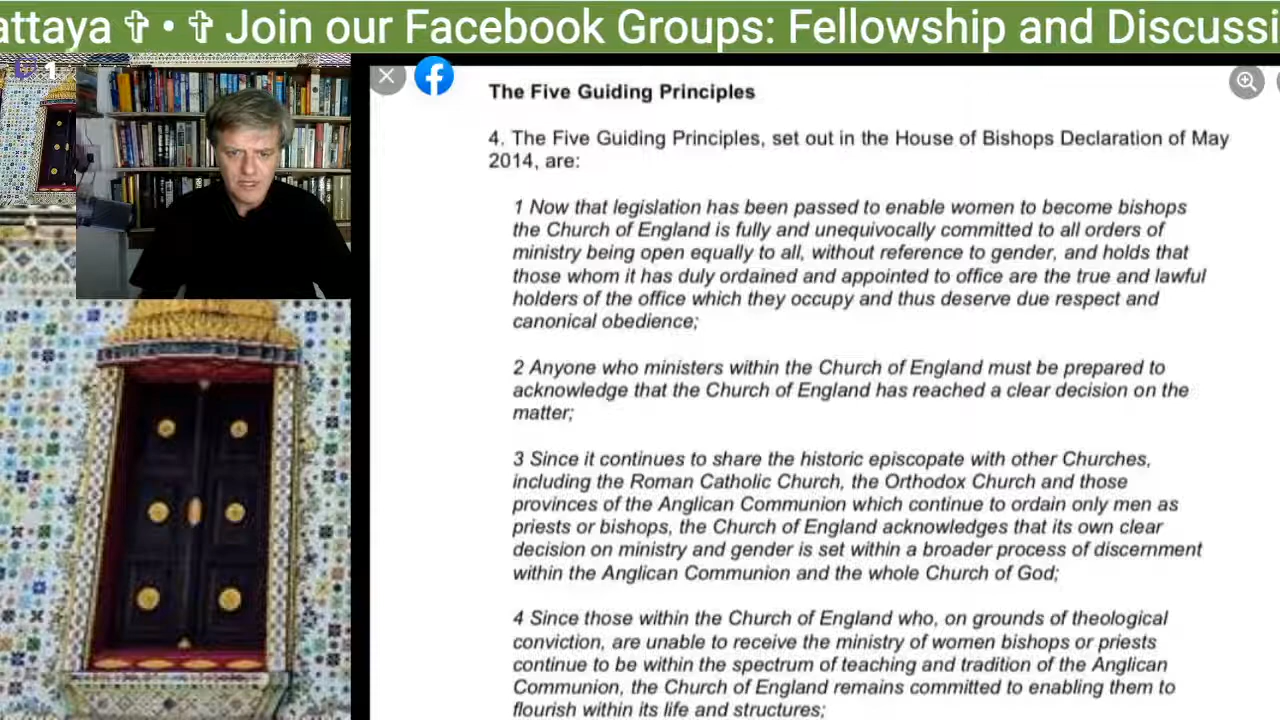 attaya ✞ • ✞ Join our Facebook Groups: Fellowship and Discussi
1
The Five Guiding Principles
4. The Five Guiding Principles, set out in the House of Bishops Declaration of May
2014, are:
1 Now that legislation has been passed to enable women to become bishops
the Church of England is fully and unequivocally committed to all orders of
ministry being open equally to all, without reference to gender, and holds that
those whom it has duly ordained and appointed to office are the true and lawful
holders of the office which they occupy and thus deserve due respect and
canonical obedience;
2 Anyone who ministers within the Church of England must be prepared to
acknowledge that the Church of England has reached a clear decision on the
matter;
3 Since it continues to share the historic episcopate with other Churches,
including the Roman Catholic Church, the Orthodox Church and those
provinces of the Anglican Communion which continue to ordain only men as
priests or bishops, the Church of England acknowledges that its own clear
decision on ministry and gender is set within a broader process of discernment
within the Anglican Communion and the whole Church of God;
4 Since those within the Church of England who, on grounds of theological
conviction, are unable to receive the ministry of women bishops or priests
continue to be within the spectrum of teaching and tradition of the Anglican
Communion, the Church of England remains committed to enabling them to
flourish within its life and structures;